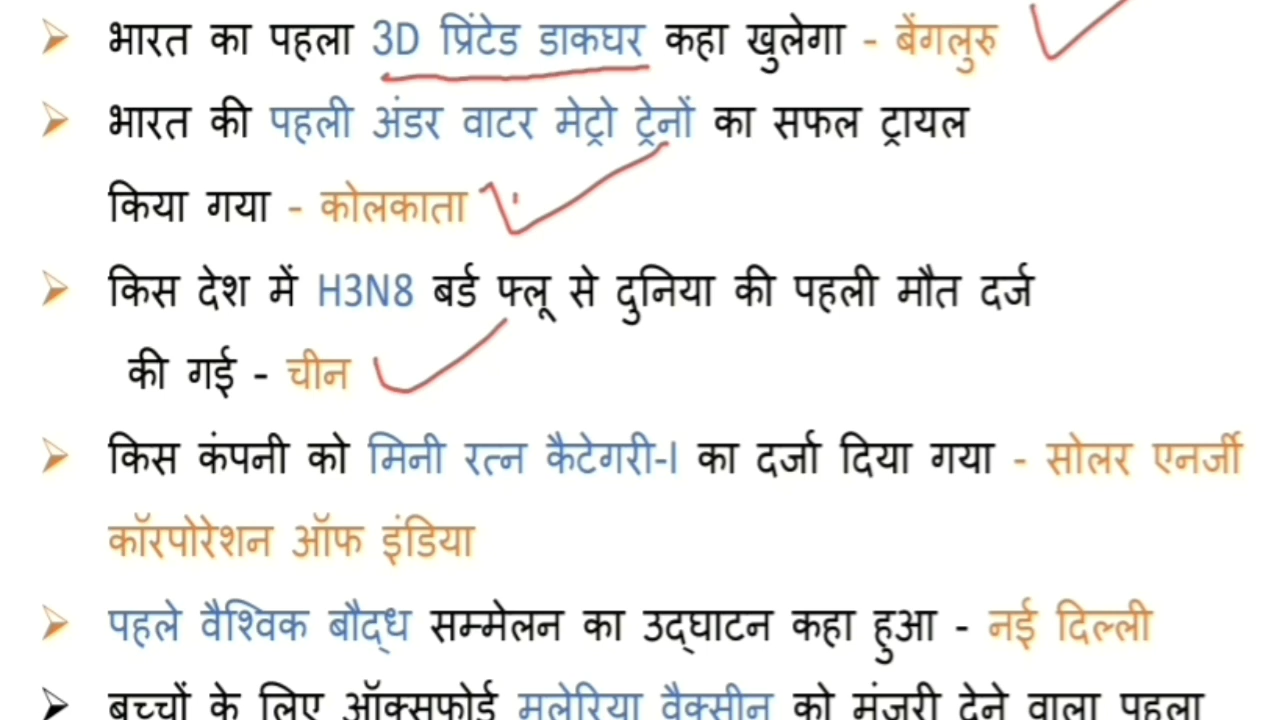 भारत का पहला 3D प्रिंटेड डाकघर कहा खुलेगा - बेंगलुरु
भारत की पहली अंडर वाटर मेट्रो ट्रेनों का सफल ट्रायल
किया गया - कोलकाता
किस देश में H3N8 बर्ड फ्लू से दुनिया की पहली मौत दर्ज
की गई - चीन
किस कंपनी को मिनी रत्न कैटेगरी-I का दर्जा दिया गया - सोलर एनर्जी
कॉरपोरेशन ऑफ इंडिया
पहले वैश्विक बौद्ध सम्मेलन का उद्घाटन कहा हुआ - नई दिल्ली
बच्चों के लिए ऑक्सफोर्ड मलेरिया वैक्सीन को मंजूरी देने वाला पहला